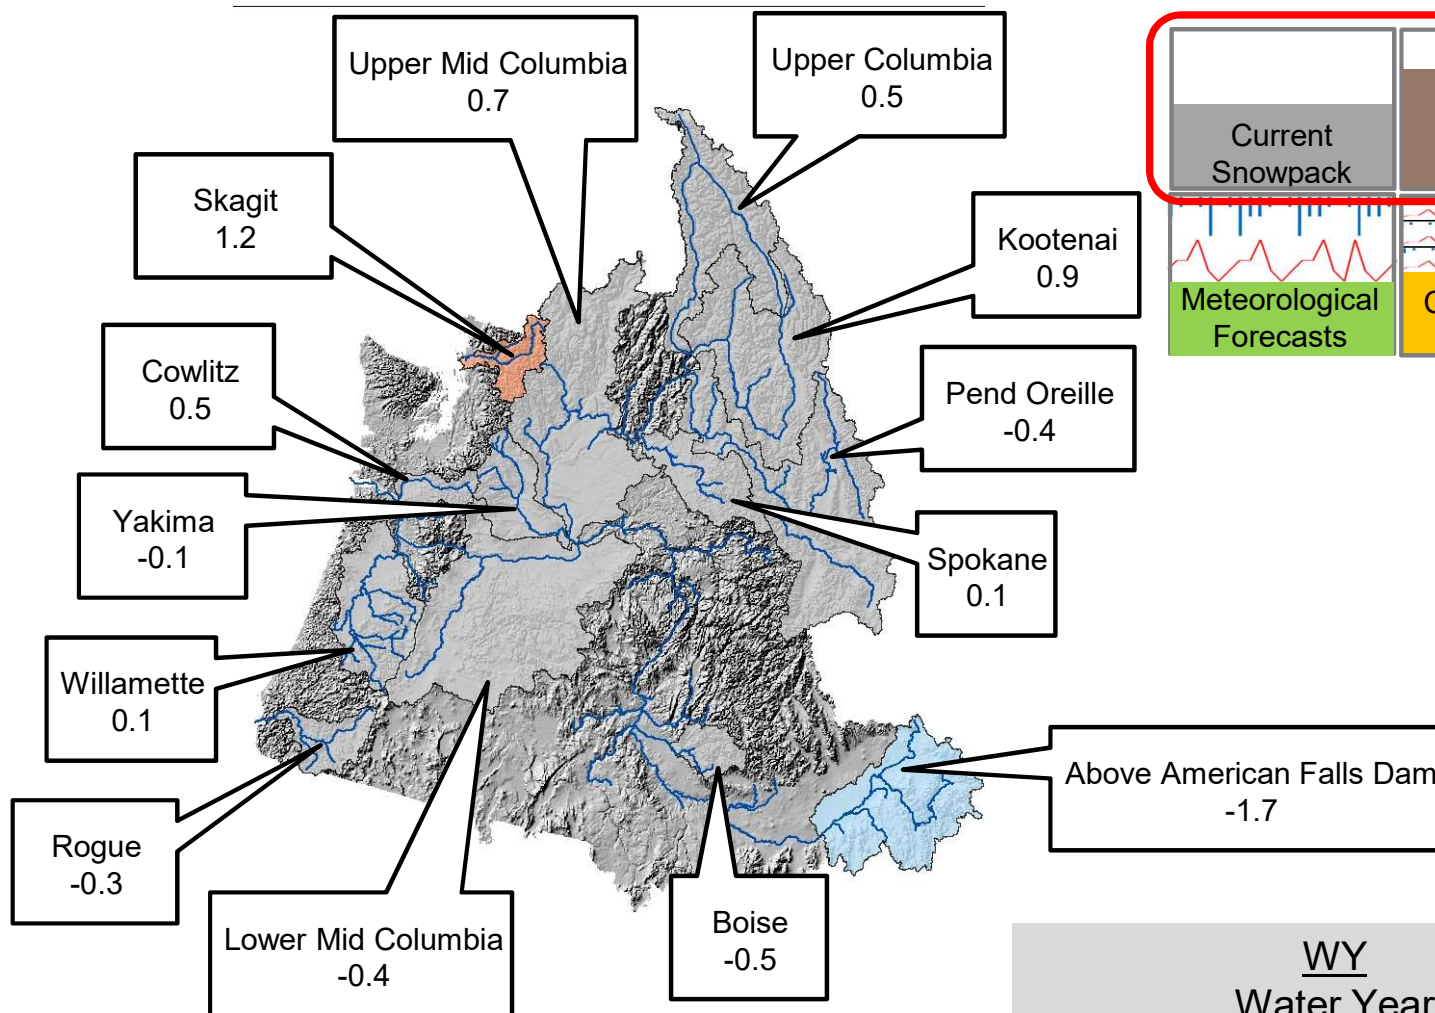 Upper Mid Columbia
0.7
Upper Columbia
0.5
Current
Snowpack
Skagit
1.2
Kootenai
0.9
Meteorological
Forecasts
Cowlitz
0.5
Pend Oreille
-0.4
Yakima
-0.1
Spokane
0.1
Willamette
0.1
Above American Falls Dam
-1.7
Rogue
-0.3
Lower Mid Columbia
-0.4
Boise
-0.5
WY
Water Year